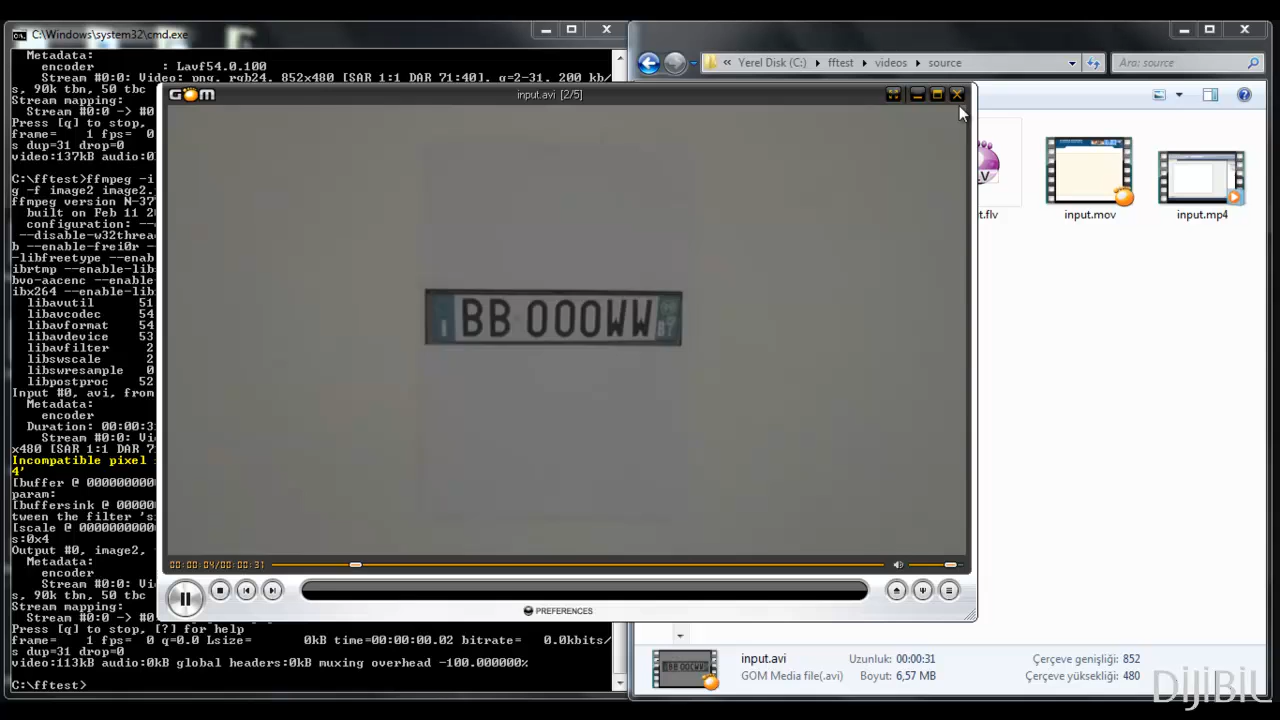 C:\Windows\system32\cmd.exe
Metadata:
encoder : Lavf54.0.100
Stream #0:0: Video: png, rgb24, 852x480 [SAR 1:1 DAR 71:40], q=2-31, 200 kb/
s, 90k tbn, 50 tbc
Stream mapping:
Stream #0:0 -> #0
Press [q] to stop,
frame= 1 fps=
s dup=31 drop=0
video:137kB audio:0
C:\fftest>ffmpeg -i
g -f image2 image2.
ffmpeg version N-37
built on Feb 11 2
configuration: --
--disable-w32threa
b --enable-frei0r
-libfreetype --enab
ibrtmp --enable-lib
bvo-aacenc --enable
ibx264 --enable-lib
libavutil 51
libavcodec 54
libavformat 54
libavdevice 53
libavfilter 2
libswscale 2
libswresample 0
libpostproc 52
Input #0, avi, from
Metadata:
encoder
Duration: 00:00:3
Stream #0:0: Vi
x480 [SAR 1:1 DAR 7
Incompatible pixel
4'
[buffer @ 000000000
param:
[buffersink @ 00000
tween the filter 's
[scale @ 0000000000
s:0x4
Output #0, image2,
Metadata:
encoder
Stream #0:0: Vi
s, 90k tbn, 50 tbc
Stream mapping:
Stream #0:0 -> #0
Press [q] to stop, [?] for help
frame= 1 fps= 0 q=0.0 Lsize= 0kB time=00:00:00.02 bitrate= 0.0kbits/
s dup=31 drop=0
video:113kB audio:0kB global headers:0kB muxing overhead -100.000000%
C:\fftest>
GOM
input.avi [2/5]
I BB 000WW
00:00:04/00:00:31
PREFERENCES
« Yerel Disk (C:) fftest videos source
Ara: source
t.flv
input.mov
input.mp4
input.avi Uzunluk: 00:00:31 Çerçeve genişliği: 852
GOM Media file(.avi) Boyut: 6,57 MB Çerçeve yüksekliği: 480
DijiBiL